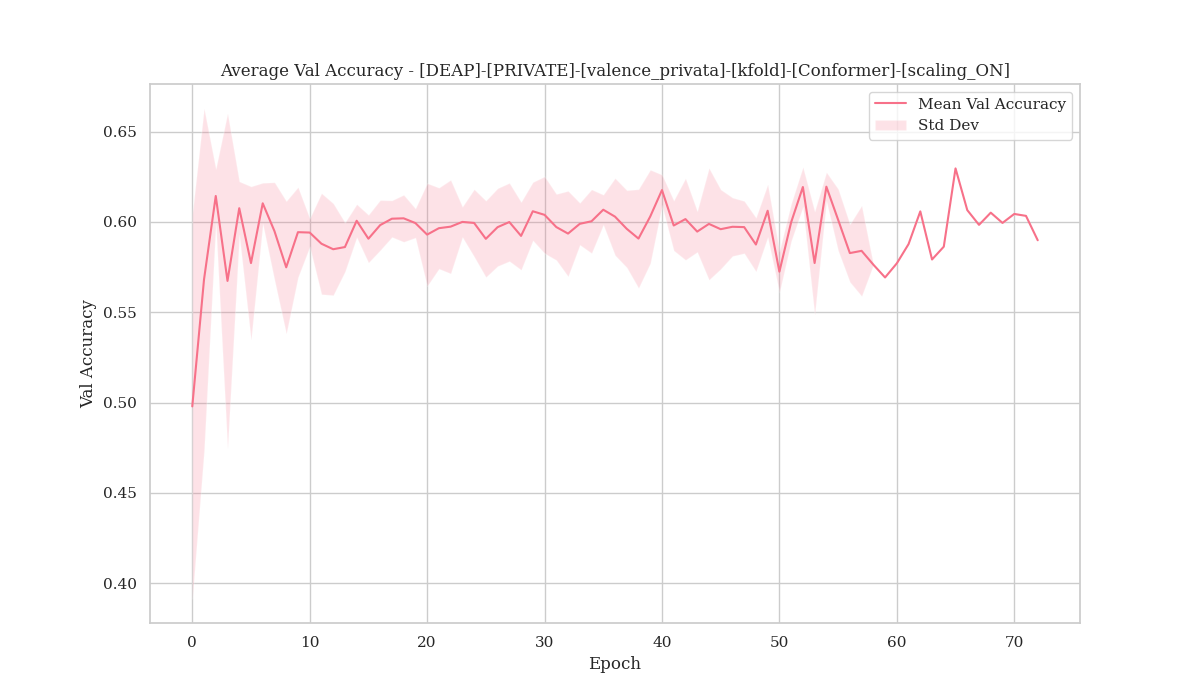 Average Val Accuracy - [DEAP]-[PRIVATE]-[valence_privata]-[kfold]-[Conformer]-[scaling_ON]
Mean Val Accuracy
Std Dev
0.65
0.60
0.55
0.50
0.45
0.40
Val Accuracy
0 10 20 30 40 50 60 70
Epoch